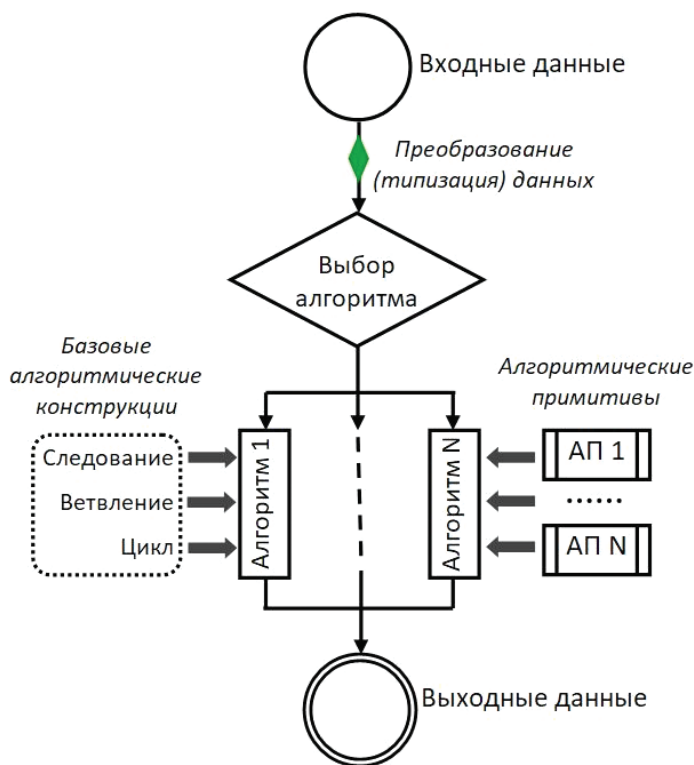 Входные данные
Преобразование
(типизация) данных
Выбор
алгоритма
Базовые
алгоритмические
конструкции
Алгоритмические
примитивы
Следование
Ветвление
Цикл
Алгоритм 1
Алгоритм N
АП 1
......
АП N
Выходные данные